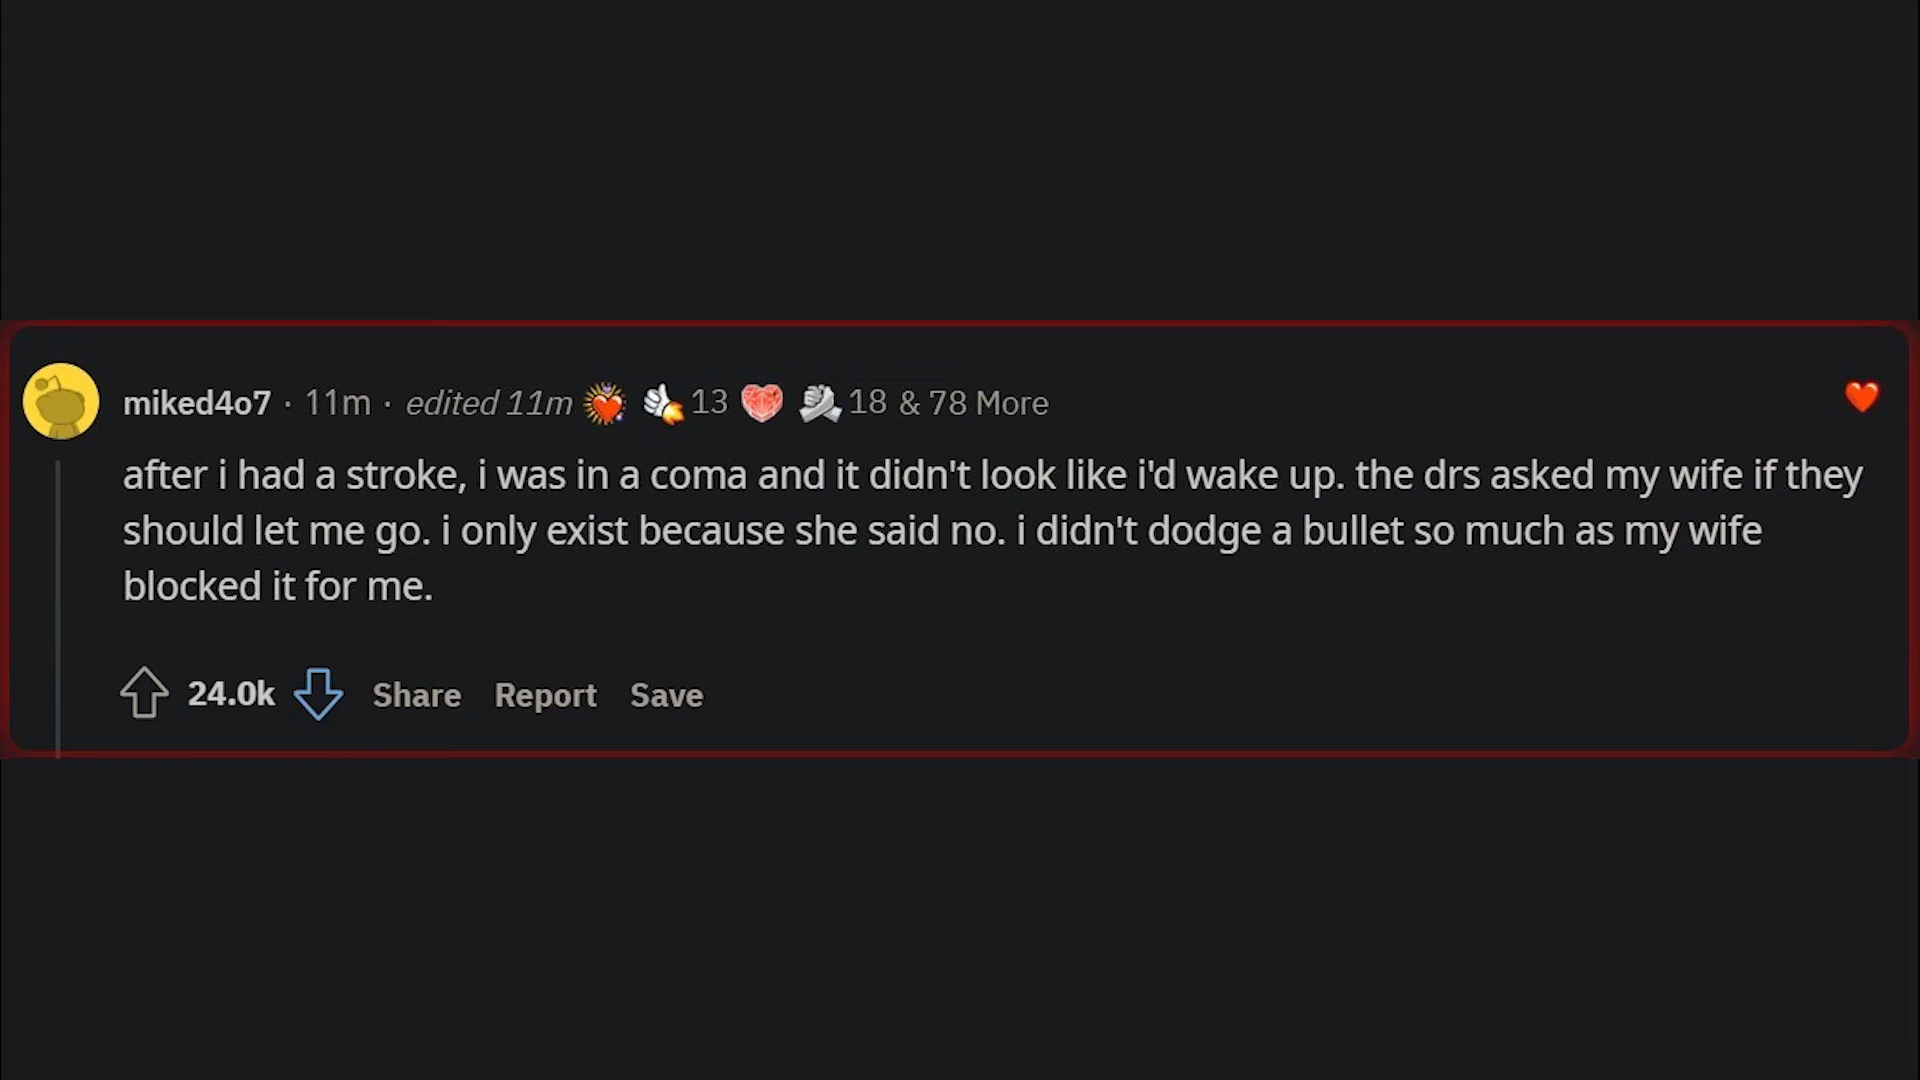 miked4o7 · 11m · edited 11m 13 18 & 78 More
after i had a stroke, i was in a coma and it didn't look like i'd wake up. the drs asked my wife if they
should let me go. i only exist because she said no. i didn't dodge a bullet so much as my wife
blocked it for me.
24.0k Share Report Save